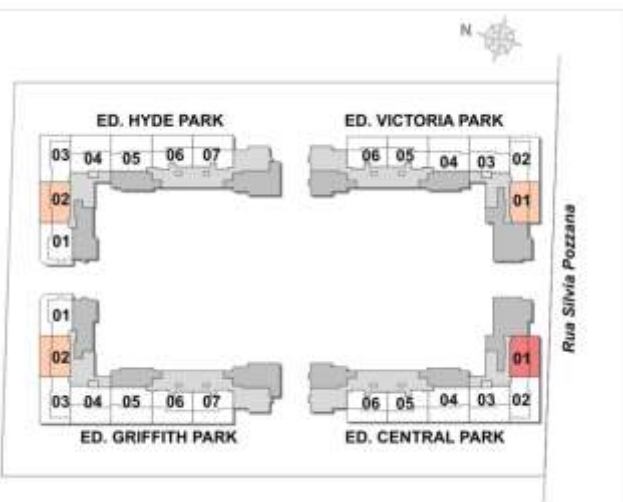 N
ED. HYDE PARK
ED. VICTORIA PARK
03 04 05 06 07
06 05 04 03 02
02
01
01
Rua Silvia Pozzana
01
01
02
03 04 05 06 07
06 05 04 03 02
ED. GRIFFITH PARK
ED. CENTRAL PARK